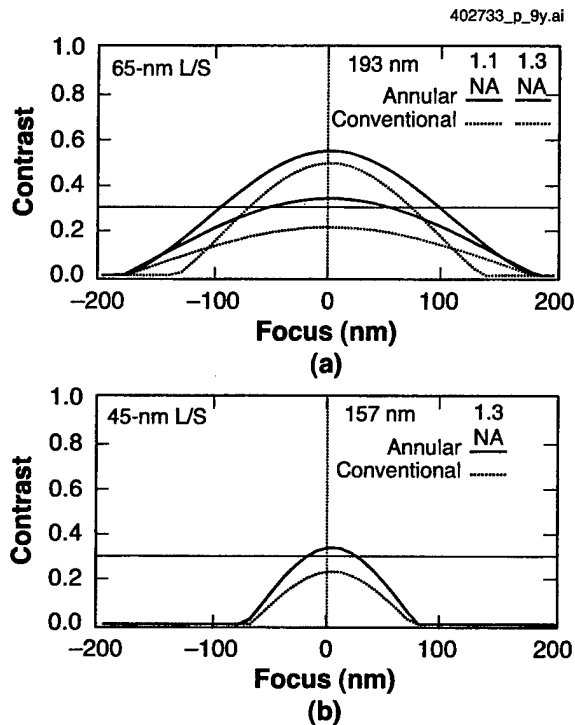 402733_p_9y.ai
65-nm L/S
193 nm 1.1 1.3
Annular NA NA
Conventional
Contrast
1.0
0.8
0.6
0.4
0.2
0.0
−200 −100 0 100 200
Focus (nm)
(a)
45-nm L/S
157 nm 1.3
Annular NA
Conventional
Contrast
1.0
0.8
0.6
0.4
0.2
0.0
−200 −100 0 100 200
Focus (nm)
(b)